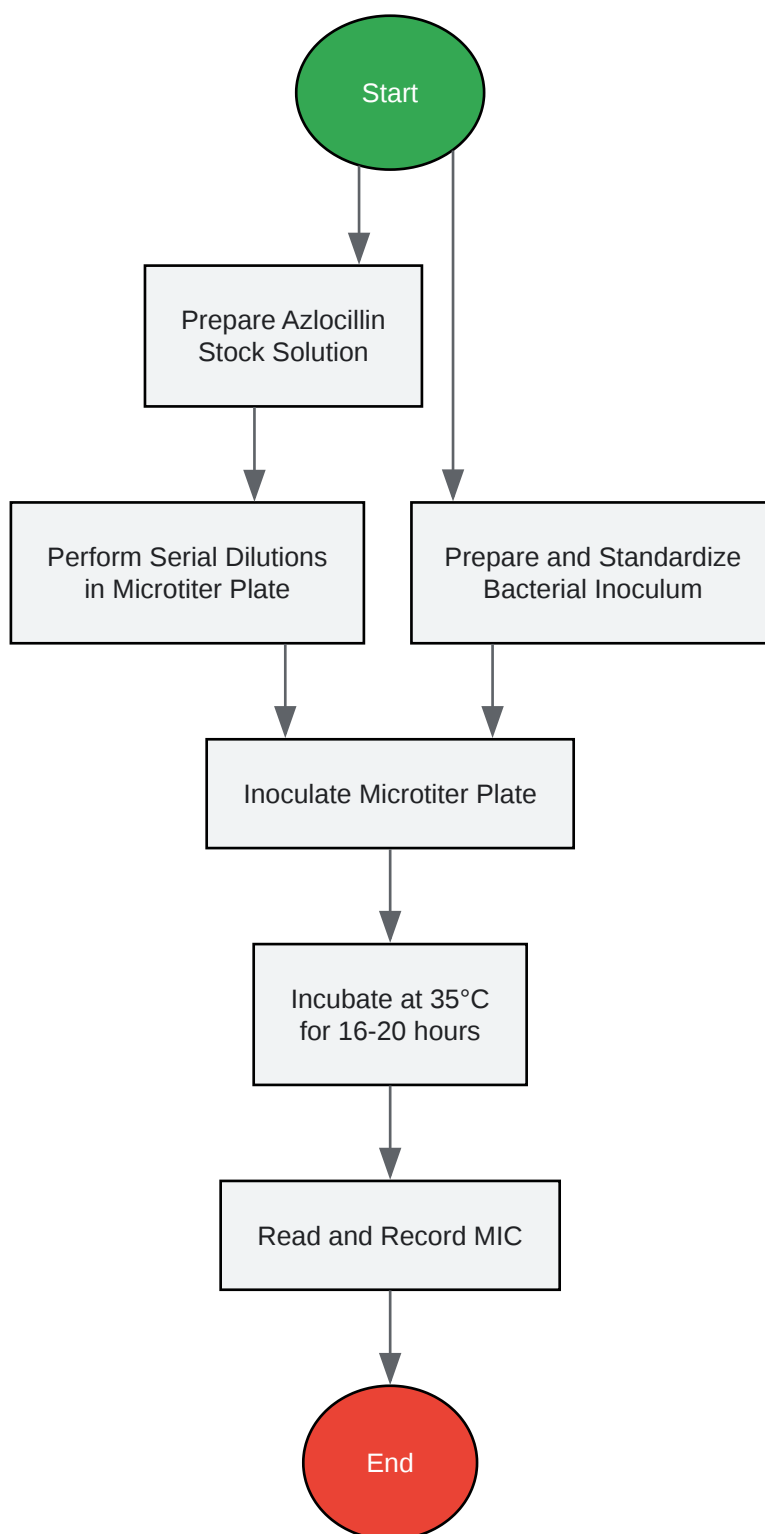 Start
Prepare Azlocillin
Stock Solution
Perform Serial Dilutions
in Microtiter Plate
Prepare and Standardize
Bacterial Inoculum
Inoculate Microtiter Plate
Incubate at 35°C
for 16-20 hours
Read and Record MIC
End